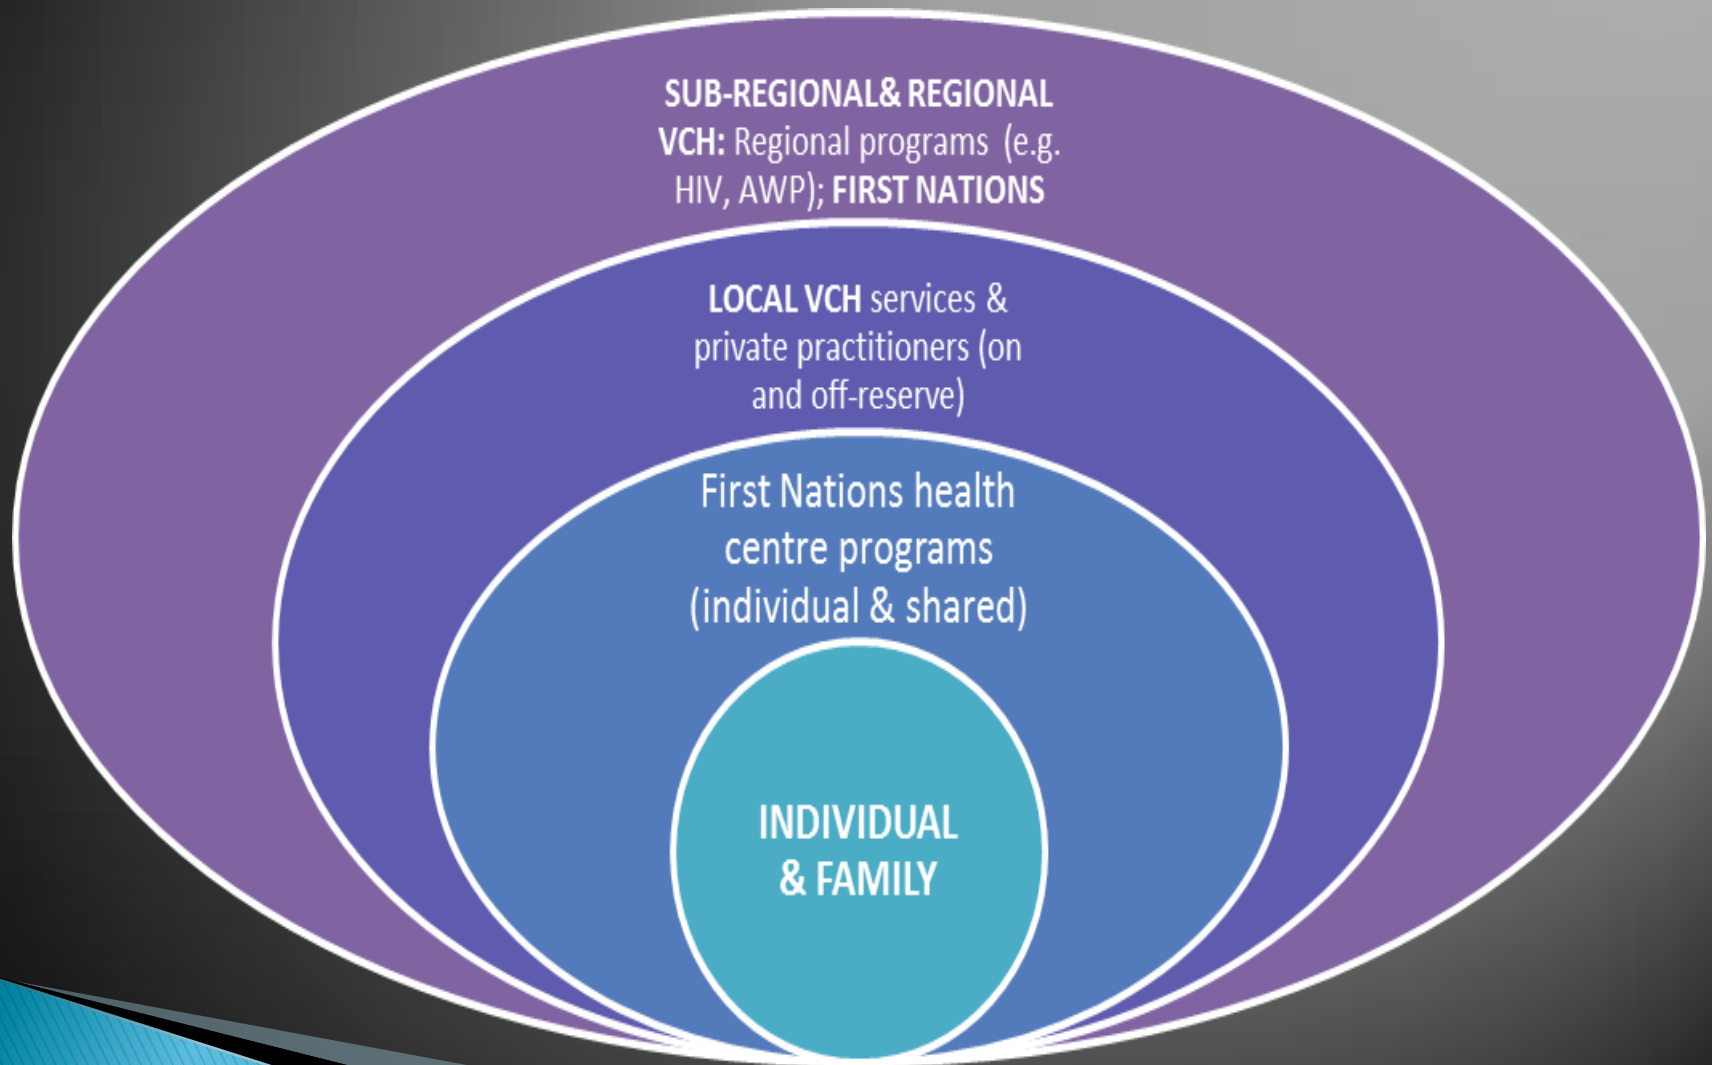 SUB-REGIONAL& REGIONAL
VCH: Regional programs (e.g.
HIV, AWP); FIRST NATIONS
LOCAL VCH services &
private practitioners (on
and off-reserve)
First Nations health
centre programs
(individual & shared)
INDIVIDUAL
& FAMILY